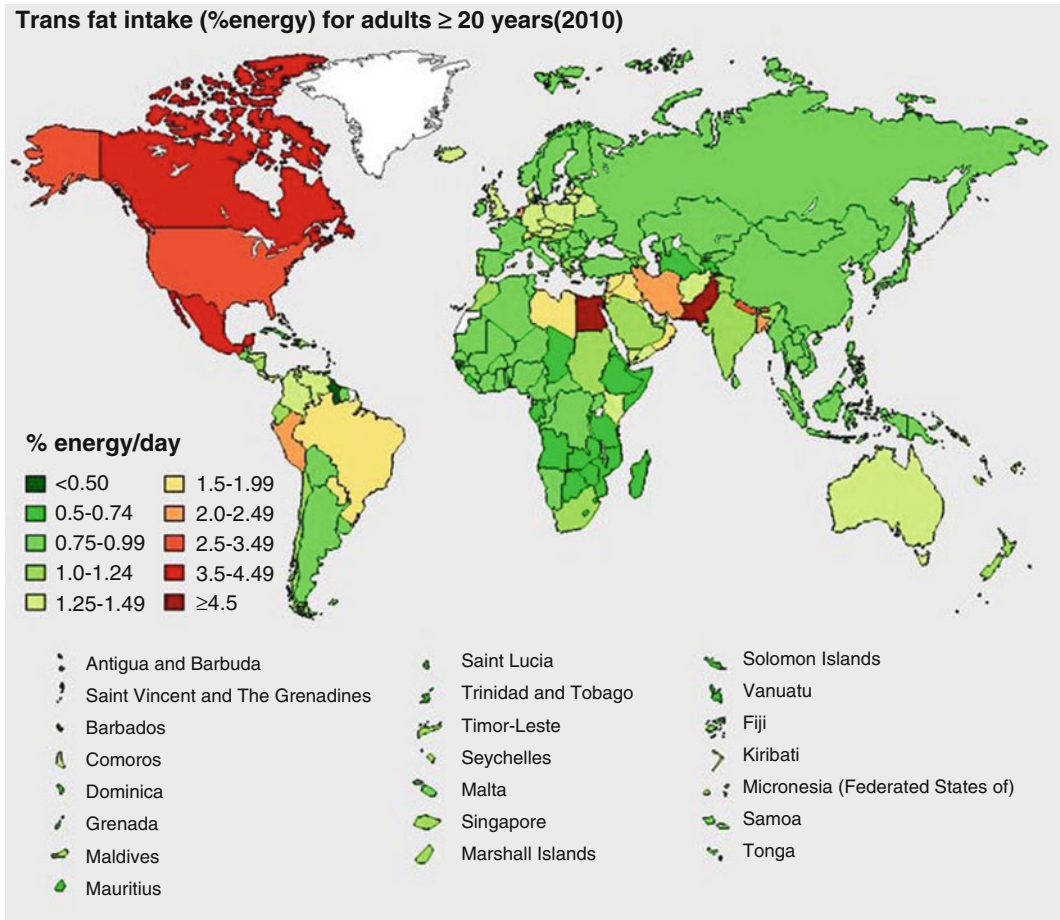 Trans fat intake (%energy) for adults ≥ 20 years(2010)
% energy/day
<0.50
0.5-0.74
0.75-0.99
1.0-1.24
1.25-1.49
1.5-1.99
2.0-2.49
2.5-3.49
3.5-4.49
≥4.5
Antigua and Barbuda
Saint Vincent and The Grenadines
Barbados
Comoros
Dominica
Grenada
Maldives
Mauritius
Saint Lucia
Trinidad and Tobago
Timor-Leste
Seychelles
Malta
Singapore
Marshall Islands
Solomon Islands
Vanuatu
Fiji
Kiribati
Micronesia (Federated States of)
Samoa
Tonga